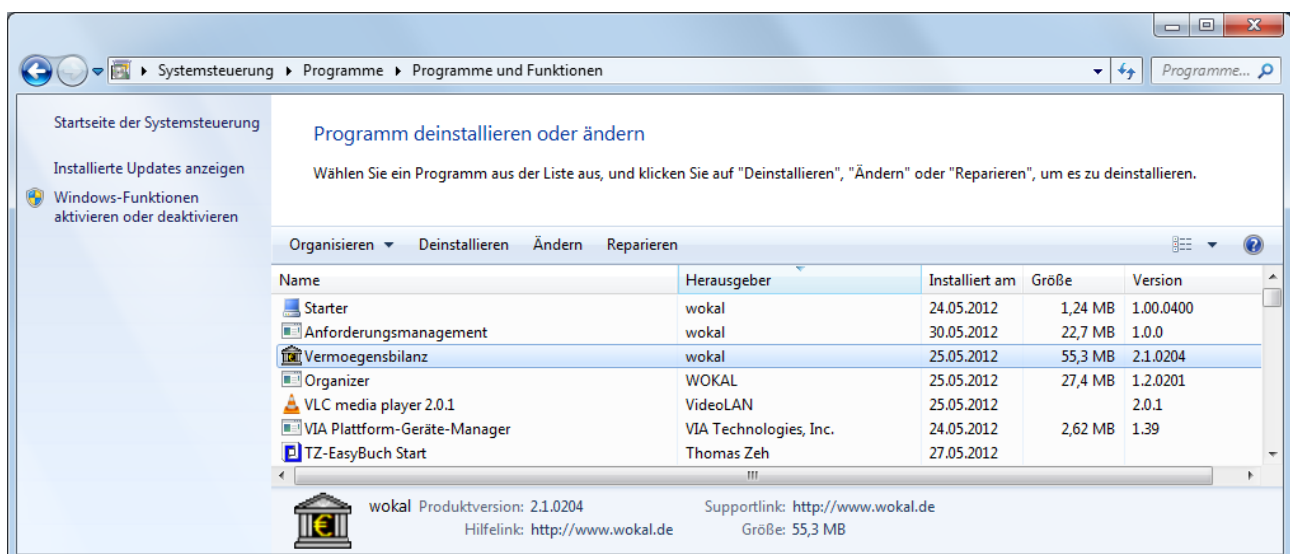 Systemsteuerung Programme Programme und Funktionen Programme...
Startseite der Systemsteuerung
Installierte Updates anzeigen
Windows-Funktionen
aktivieren oder deaktivieren
Programm deinstallieren oder ändern
Wählen Sie ein Programm aus der Liste aus, und klicken Sie auf "Deinstallieren", "Ändern" oder "Reparieren", um es zu deinstallieren.
Organisieren Deinstallieren Ändern Reparieren
Name Herausgeber Installiert am Größe Version
Starter wokal 24.05.2012 1,24 MB 1.00.0400
Anforderungsmanagement wokal 30.05.2012 22,7 MB 1.0.0
Vermoegensbilanz wokal 25.05.2012 55,3 MB 2.1.0204
Organizer WOKAL 25.05.2012 27,4 MB 1.2.0201
VLC media player 2.0.1 VideoLAN 25.05.2012 2.0.1
VIA Plattform-Geräte-Manager VIA Technologies, Inc. 24.05.2012 2,62 MB 1.39
TZ-EasyBuch Start Thomas Zeh 27.05.2012
wokal Produktversion: 2.1.0204 Supportlink: http://www.wokal.de
Hilfelink: http://www.wokal.de Größe: 55,3 MB